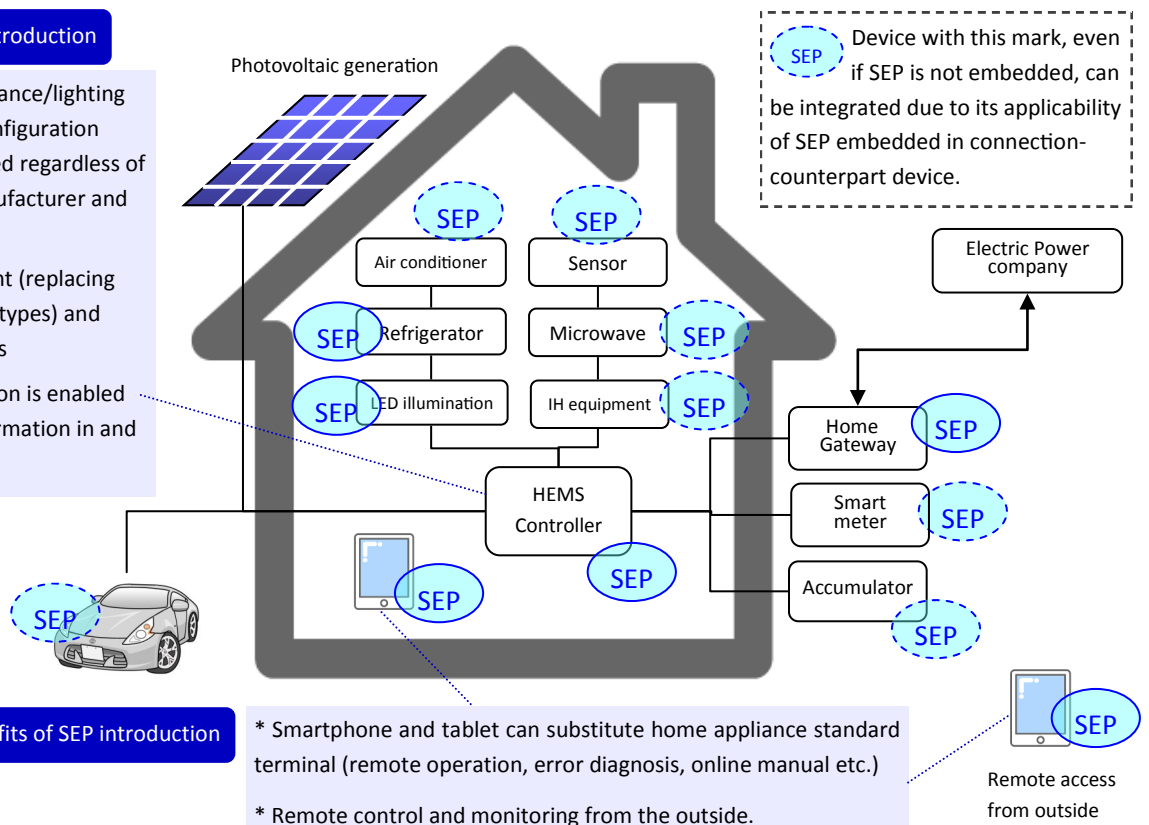 troduction
ance/lighting
nfiguration
ed regardless of
ufacturer and
nt (replacing
types) and
s
on is enabled
rmation in and
Photovoltaic generation
SEP
Device with this mark, even
if SEP is not embedded, can
be integrated due to its applicability
of SEP embedded in connection-
counterpart device.
SEP
Air conditioner
SEP
Sensor
SEP
Refrigerator
Microwave
SEP
SEP
LED illumination
IH equipment
SEP
HEMS
Controller
SEP
SEP
Electric Power
company
Home
Gateway
SEP
Smart
meter
SEP
Accumulator
SEP
SEP
fits of SEP introduction
* Smartphone and tablet can substitute home appliance standard
terminal (remote operation, error diagnosis, online manual etc.)
* Remote control and monitoring from the outside.
SEP
Remote access
from outside